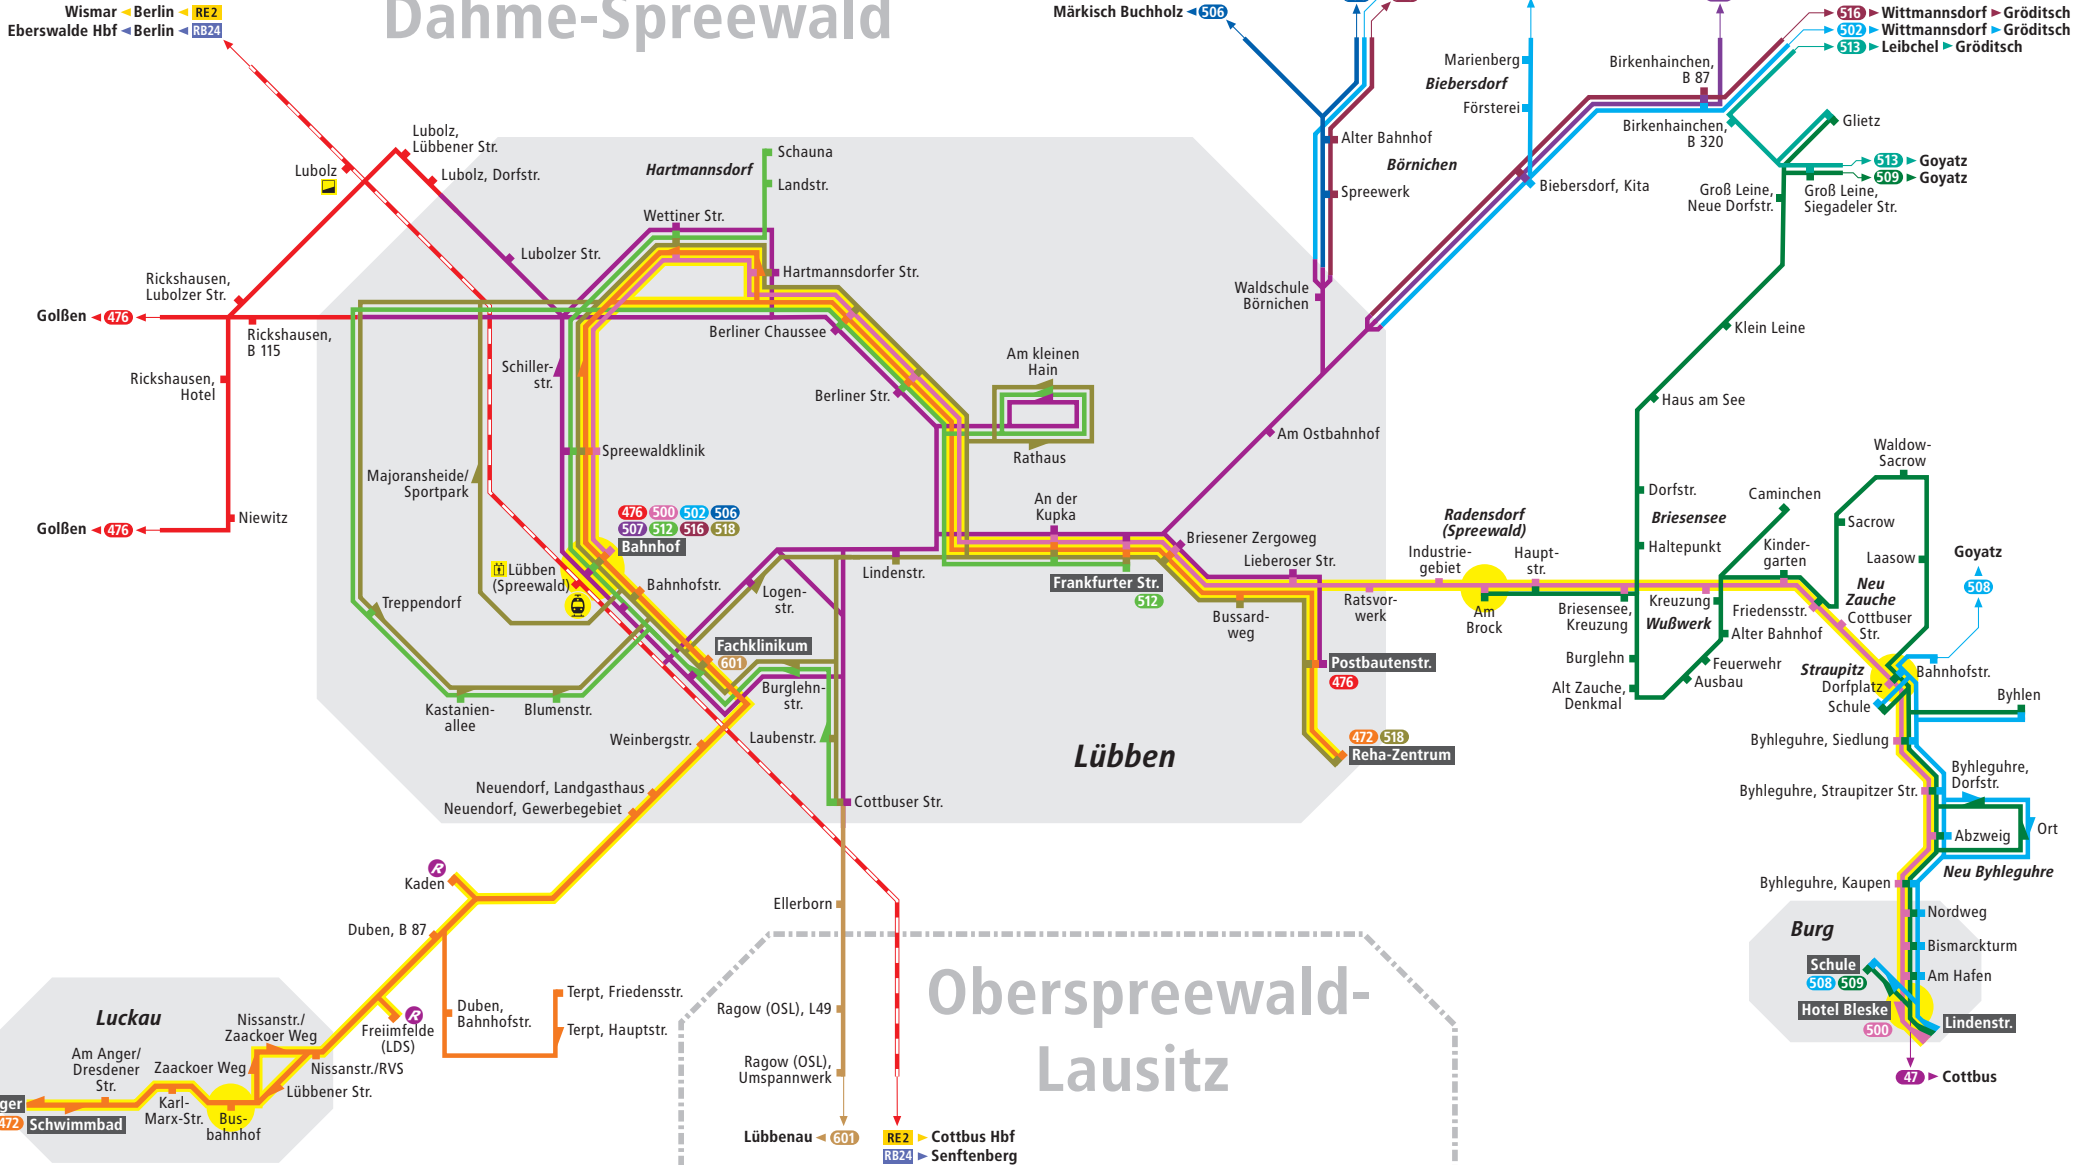 Dahme-Spreewald
Wismar Berlin RE2
Eberswalde Hbf Berlin RB24
Märkisch Buchholz 506
516 Wittmannsdorf Gröditsch
502 Wittmannsdorf Gröditsch
513 Leibchel Gröditsch
Marienberg
Biebersdorf
Försterei
Birkenhainchen,
B 87
Birkenhainchen,
B 320
Glietz
513 Goyatz
509 Goyatz
Groß Leine,
Neue Dorfstr.
Groß Leine,
Siegadeler Str.
Alter Bahnhof
Börnichen
Spreewerk
Biebersdorf, Kita
Waldschule
Börnichen
Lubolz,
Lübbener Str.
Lubolz
Lubolz, Dorfstr.
Lubolzer Str.
Hartmannsdorf
Schauna
Landstr.
Wettiner Str.
Hartmannsdorfer Str.
Rickshausen,
Lubolzer Str.
Golßen 476
Rickshausen,
B 115
Rickshausen,
Hotel
Golßen 476
Niewitz
Berliner Chaussee
Schiller-
str.
Berliner Str.
Am kleinen
Hain
Rathaus
Am Ostbahnhof
Klein Leine
Haus am See
Spreewaldklinik
Majoransheide/
Sportpark
476 500 502 506
507 512 516 518
Bahnhof
Lübben
(Spreewald)
Bahnhofstr.
Treppendorf
Kastanien-
allee
Blumenstr.
An der
Kupka
Lindenstr.
Logen-
str.
Frankfurter Str.
512
Briesener Zergoweg
Lieberoser Str.
Bussard-
weg
Fachklinikum
601
Burglehn-
str.
Laubenstr.
Weinbergstr.
Neuendorf, Landgasthaus
Neuendorf, Gewerbegebiet
Cottbuser Str.
Postbautenstr.
476
472 518
Reha-Zentrum
Lübben
Radensdorf
(Spreewald)
Industrie-
gebiet
Haupt-
str.
Ratsvor-
werk
Am
Brock
Briesensee,
Kreuzung
Dorfstr.
Briesensee
Haltepunkt
Caminchen
Kinder-
garten
Kreuzung
Wußwerk
Friedensstr.
Alter Bahnhof
Feuerwehr
Ausbau
Burglehn
Alt Zauche,
Denkmal
Waldow-
Sacrow
Sacrow
Laasow
Neu
Zauche
Cottbuser
Str.
Goyatz
508
Straupitz
Dorfplatz
Schule
Bahnhofstr.
Byhlen
Byhleguhre, Siedlung
Byhleguhre,
Dorfstr.
Byhleguhre, Straupitzer Str.
Abzweig
Ort
Neu Byhleguhre
Byhleguhre, Kaupen
Nordweg
Burg
Bismarckturm
Schule
508 509
Am Hafen
Hotel Bleske
500
Lindenstr.
47 Cottbus
R
Kaden
Duben, B 87
Duben,
Bahnhofstr.
Terpt, Friedensstr.
Terpt, Hauptstr.
R
Freiimfelde
(LDS)
Luckau
Nissanstr./
Zaackoer Weg
Nissanstr./RVS
Am Anger/
Dresdener
Str.
Zaackoer Weg
Lübbener Str.
Karl-
Marx-Str.
Bus-
bahnhof
ger
472 Schwimmbad
Ellerborn
Ragow (OSL), L49
Ragow (OSL),
Umspannwerk
Lübbenau 601
RE2 Cottbus Hbf
RB24 Senftenberg
Oberspreewald-
Lausitz